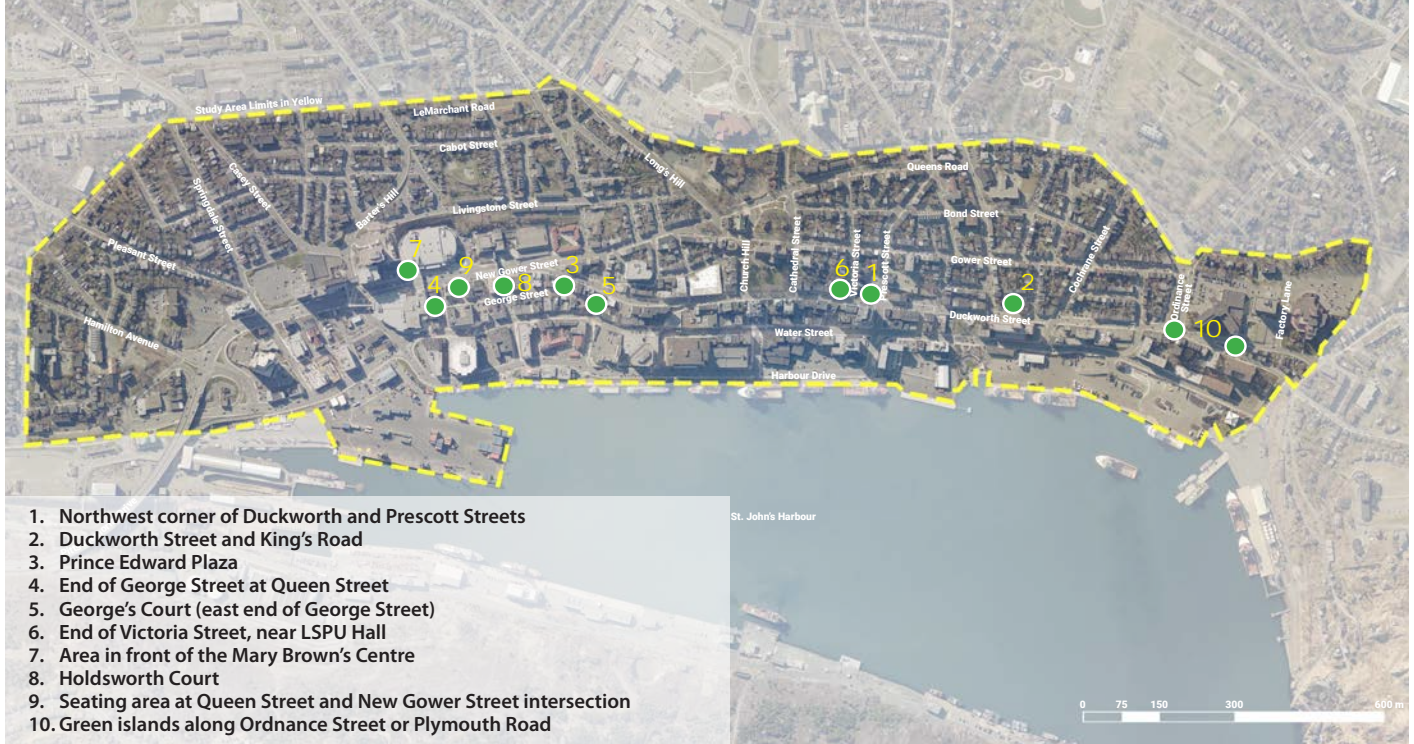 Study Area Limits in Yellow
LeMarchant Road
Cabot Street
Long's Hill
Casey Street
Springdale Street
Barter's Hill
Livingstone Street
Pleasant Street
Hamilton Avenue
Queens Road
Bond Street
Gower Street
Church Hill
Cathedral Street
Victoria Street
Prescott Street
Cochrane Street
Ordinance Street
Factory Lane
New Gower Street
George Street
Duckworth Street
Water Street
Harbour Drive
7
9
4
8
3
5
6
1
2
10
St. John's Harbour
1. Northwest corner of Duckworth and Prescott Streets
2. Duckworth Street and King's Road
3. Prince Edward Plaza
4. End of George Street at Queen Street
5. George's Court (east end of George Street)
6. End of Victoria Street, near LSPU Hall
7. Area in front of the Mary Brown's Centre
8. Holdsworth Court
9. Seating area at Queen Street and New Gower Street intersection
10. Green islands along Ordnance Street or Plymouth Road
0 75 150 300 600 m